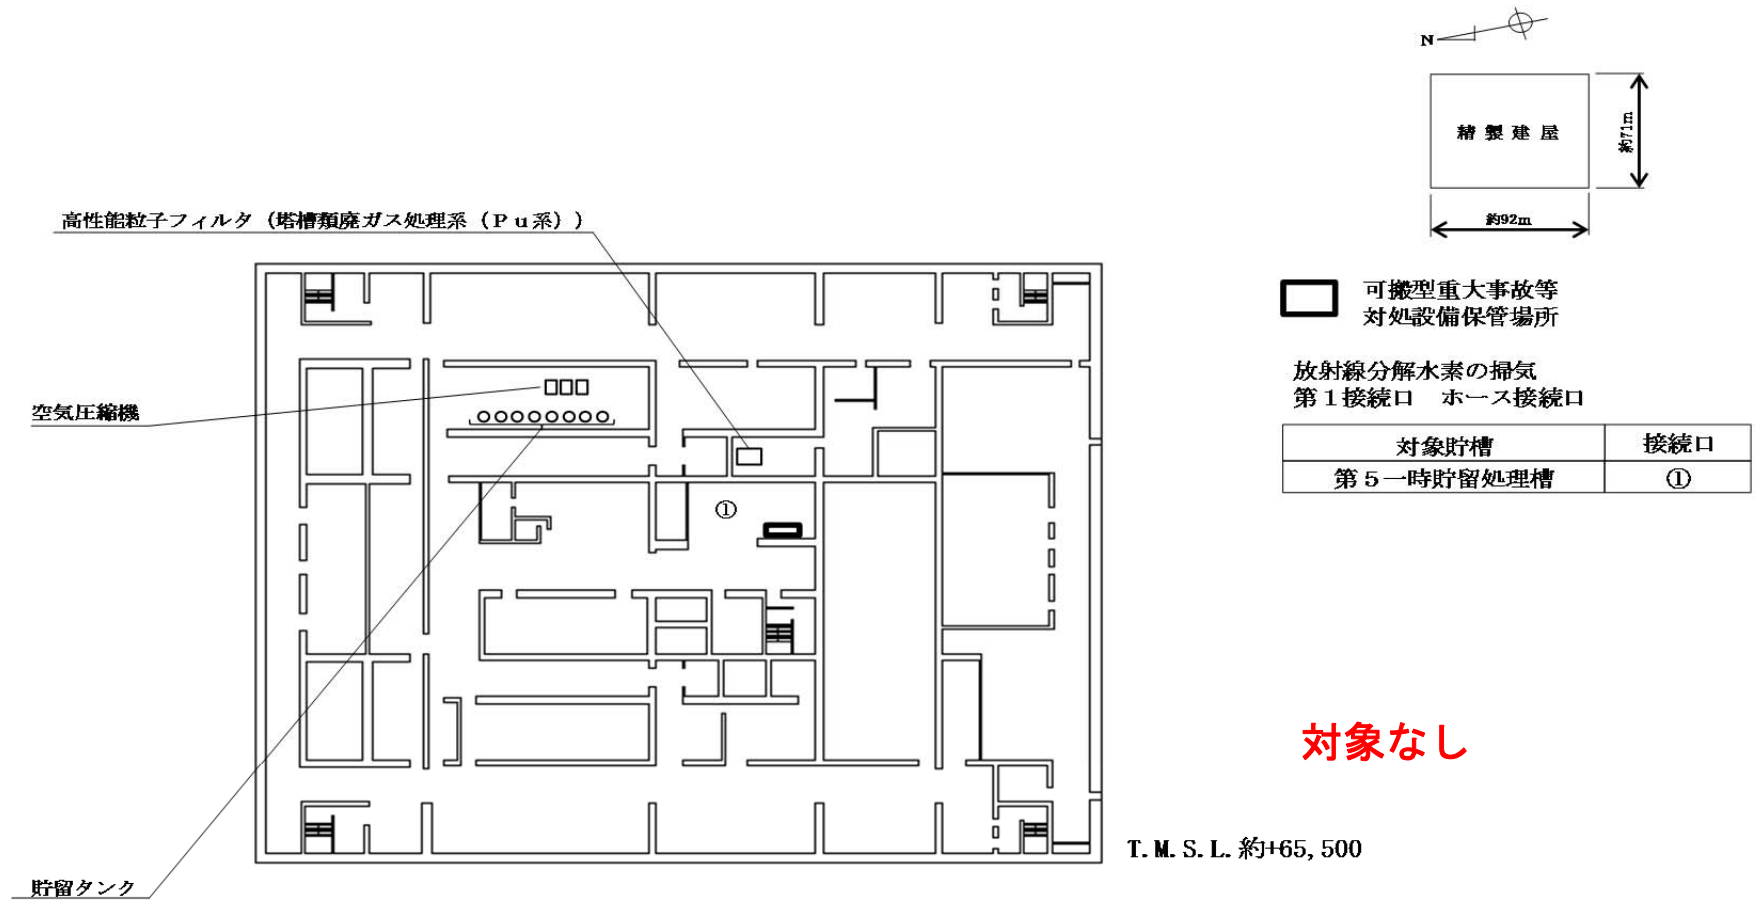 N
精製建屋
約71m
約92m
高性能粒子フィルタ（塔槽類廃ガス処理系（Ｐｕ系））
可搬型重大事故等
対処設備保管場所
放射線分解水素の掃気
第１接続口　ホース接続口
対象貯槽　接続口
第５一時貯留処理槽　①
空気圧縮機
①
対象なし
T.M.S.L.約+65,500
貯留タンク